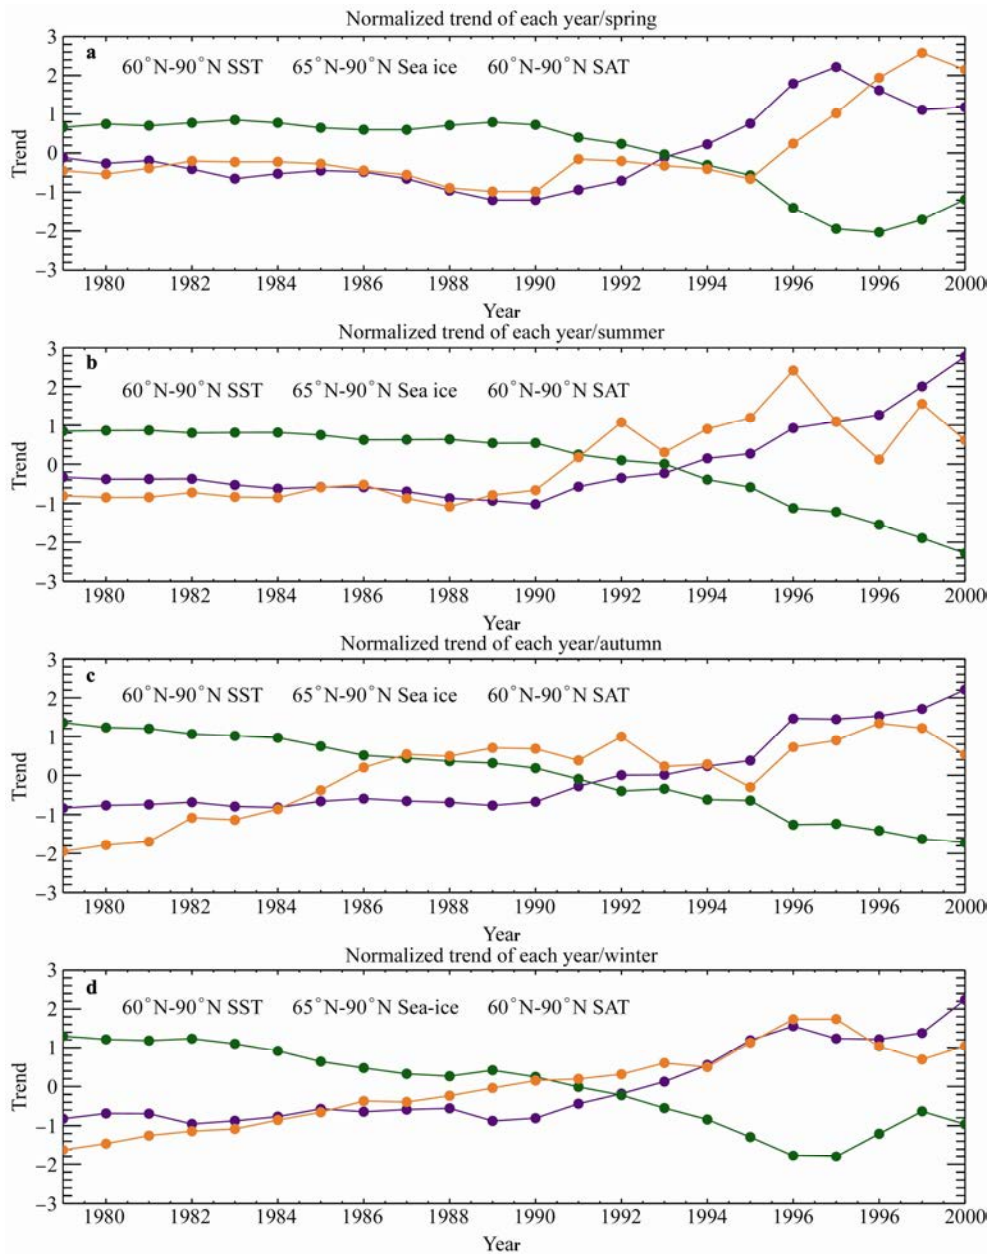 Normalized trend of each year/spring
a
60°N-90°N SST 65°N-90°N Sea ice 60°N-90°N SAT
3
2
1
0
−1
−2
−3
Trend
1980 1982 1984 1986 1988 1990 1992 1994 1996 1996 2000
Year
Normalized trend of each year/summer
b
60°N-90°N SST 65°N-90°N Sea ice 60°N-90°N SAT
3
2
1
0
−1
−2
−3
Trend
1980 1982 1984 1986 1988 1990 1992 1994 1996 1996 2000
Year
Normalized trend of each year/autumn
c
60°N-90°N SST 65°N-90°N Sea ice 60°N-90°N SAT
3
2
1
0
−1
−2
−3
Trend
1980 1982 1984 1986 1988 1990 1992 1994 1996 1996 2000
Year
Normalized trend of each year/winter
d
60°N-90°N SST 65°N-90°N Sea-ice 60°N-90°N SAT
3
2
1
0
−1
−2
−3
Trend
1980 1982 1984 1986 1988 1990 1992 1994 1996 1996 2000
Year